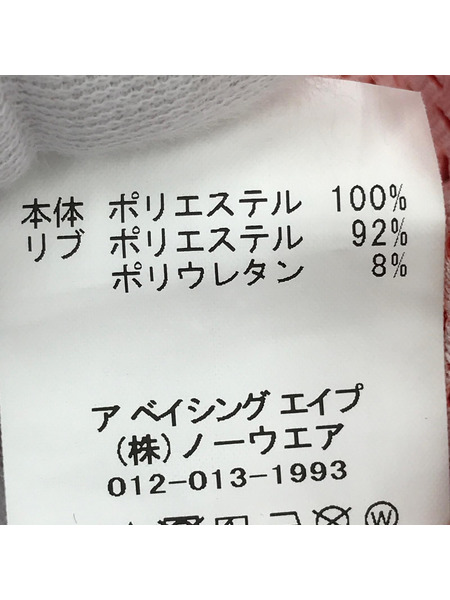 本体 ポリエステル 100%
リブ ポリエステル 92%
ポリウレタン 8%
ア ベイシング エイプ
(株)ノーウエア
012-013-1993
W